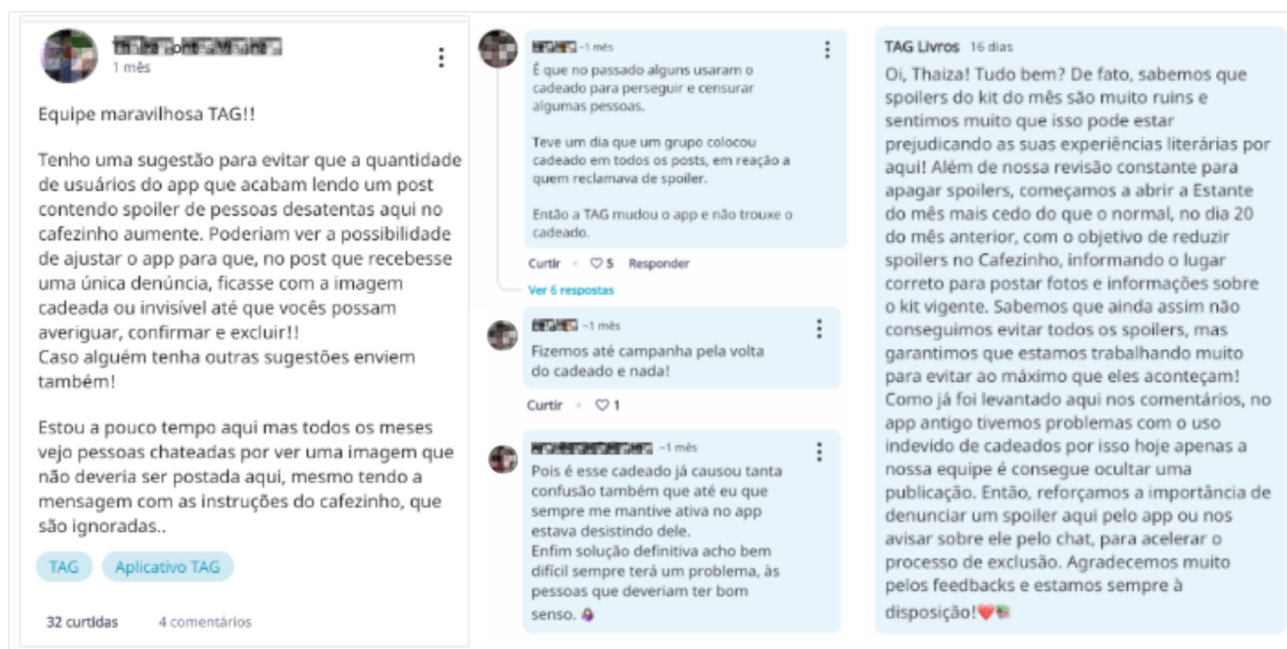 1 mês
Equipe maravilhosa TAG!!
Tenho uma sugestão para evitar que a quantidade
de usuários do app que acabam lendo um post
contendo spoiler de pessoas desatentas aqui no
cafezinho aumente. Poderiam ver a possibilidade
de ajustar o app para que, no post que recebesse
uma única denúncia, ficasse com a imagem
cadeada ou invisível até que vocês possam
averiguar, confirmar e excluir!!
Caso alguém tenha outras sugestões enviem
também!
Estou a pouco tempo aqui mas todos os meses
vejo pessoas chateadas por ver uma imagem que
não deveria ser postada aqui, mesmo tendo a
mensagem com as instruções do cafezinho, que
são ignoradas..
TAG Aplicativo TAG
32 curtidas 4 comentários
~1 mês
É que no passado alguns usaram o
cadeado para perseguir e censurar
algumas pessoas.
Teve um dia que um grupo colocou
cadeado em todos os posts, em reação a
quem reclamava de spoiler.
Então a TAG mudou o app e não trouxe o
cadeado.
Curtir 5 Responder
Ver 6 respostas
~1 mês
Fizemos até campanha pela volta
do cadeado e nada!
Curtir 1
~1 mês
Pois é esse cadeado já causou tanta
confusão também que até eu que
sempre me mantive ativa no app
estava desistindo dele.
Enfim solução definitiva acho bem
difícil sempre terá um problema, às
pessoas que deveriam ter bom
senso.
TAG Livros 16 dias
Oi, Thaiza! Tudo bem? De fato, sabemos que
spoilers do kit do mês são muito ruins e
sentimos muito que isso pode estar
prejudicando as suas experiências literárias por
aqui! Além de nossa revisão constante para
apagar spoilers, começamos a abrir a Estante
do mês mais cedo do que o normal, no dia 20
do mês anterior, com o objetivo de reduzir
spoilers no Cafezinho, informando o lugar
correto para postar fotos e informações sobre
o kit vigente. Sabemos que ainda assim não
conseguimos evitar todos os spoilers, mas
garantimos que estamos trabalhando muito
para evitar ao máximo que eles aconteçam!
Como já foi levantado aqui nos comentários, no
app antigo tivemos problemas com o uso
indevido de cadeados por isso hoje apenas a
nossa equipe é consegue ocultar uma
publicação. Então, reforçamos a importância de
denunciar um spoiler aqui pelo app ou nos
avisar sobre ele pelo chat, para acelerar o
processo de exclusão. Agradecemos muito
pelos feedbacks e estamos sempre à
disposição!❤️📚